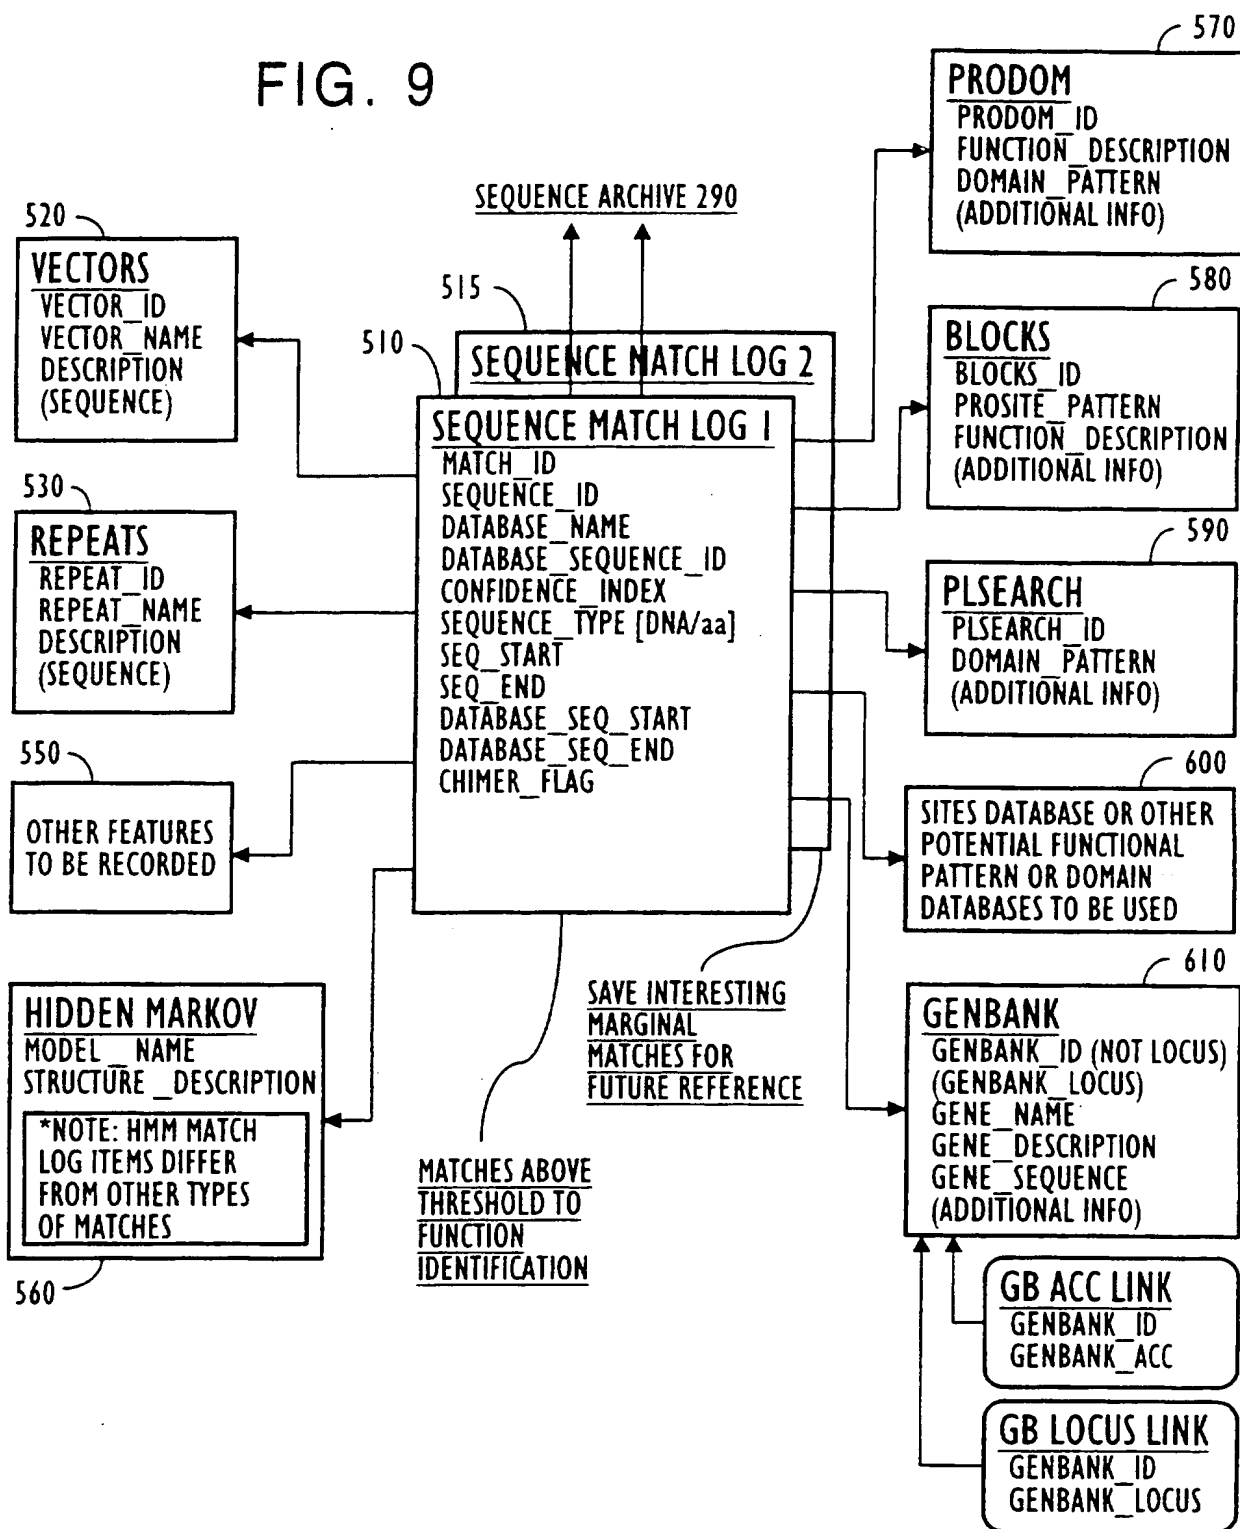 FIG. 9
570
PRODOM
PRODOM_ID
FUNCTION_DESCRIPTION
DOMAIN_PATTERN
(ADDITIONAL INFO)
SEQUENCE ARCHIVE 290
520
VECTORS
VECTOR_ID
VECTOR_NAME
DESCRIPTION
(SEQUENCE)
515
SEQUENCE MATCH LOG 2
510
SEQUENCE MATCH LOG 1
MATCH_ID
SEQUENCE_ID
DATABASE_NAME
DATABASE_SEQUENCE_ID
CONFIDENCE_INDEX
SEQUENCE_TYPE [DNA/aa]
SEQ_START
SEQ_END
DATABASE_SEQ_START
DATABASE_SEQ_END
CHIMER_FLAG
580
BLOCKS
BLOCKS_ID
PROSITE_PATTERN
FUNCTION_DESCRIPTION
(ADDITIONAL INFO)
530
REPEATS
REPEAT_ID
REPEAT_NAME
DESCRIPTION
(SEQUENCE)
590
PLSEARCH
PLSEARCH_ID
DOMAIN_PATTERN
(ADDITIONAL INFO)
550
OTHER FEATURES
TO BE RECORDED
600
SITES DATABASE OR OTHER
POTENTIAL FUNCTIONAL
PATTERN OR DOMAIN
DATABASES TO BE USED
HIDDEN MARKOV
MODEL_NAME
STRUCTURE_DESCRIPTION
*NOTE: HMM MATCH
LOG ITEMS DIFFER
FROM OTHER TYPES
OF MATCHES
560
MATCHES ABOVE
THRESHOLD TO
FUNCTION
IDENTIFICATION
SAVE INTERESTING
MARGINAL
MATCHES FOR
FUTURE REFERENCE
610
GENBANK
GENBANK_ID (NOT LOCUS)
(GENBANK_LOCUS)
GENE_NAME
GENE_DESCRIPTION
GENE_SEQUENCE
(ADDITIONAL INFO)
GB ACC LINK
GENBANK_ID
GENBANK_ACC
GB LOCUS LINK
GENBANK_ID
GENBANK_LOCUS